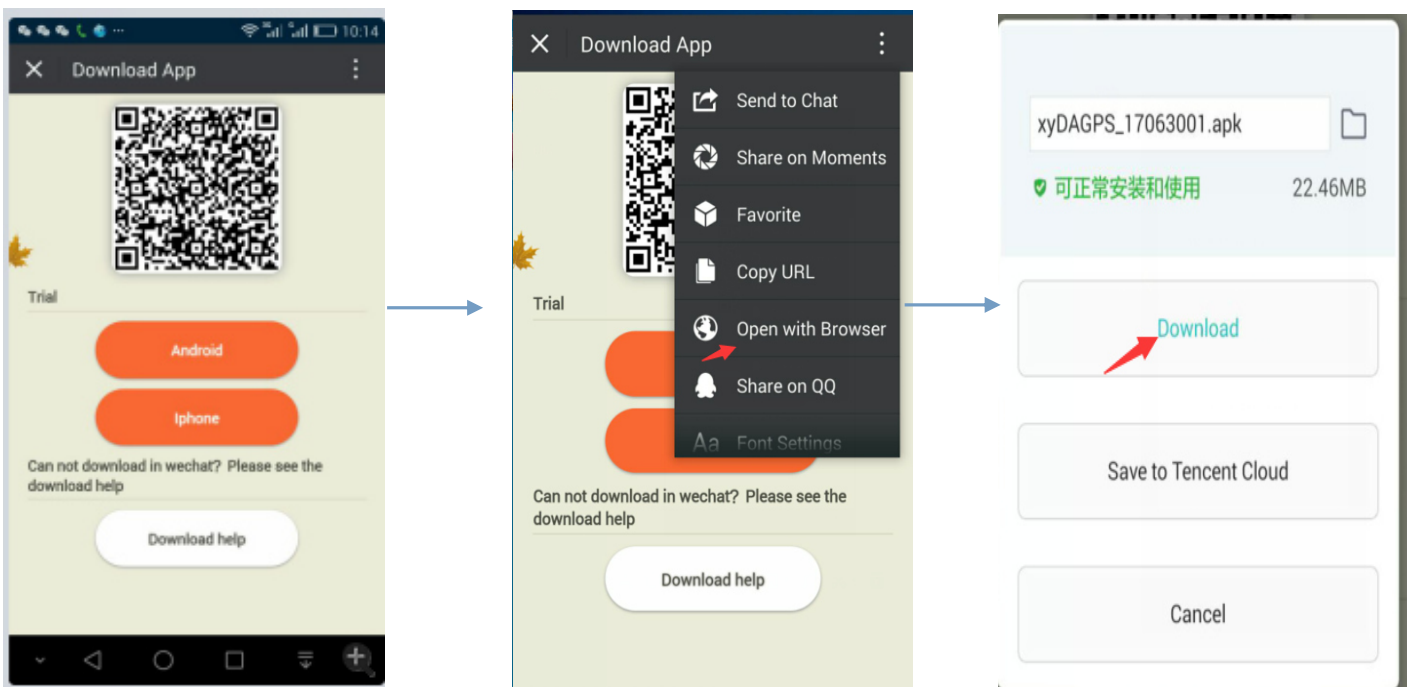 10:14
Download App
Trial
Android
Iphone
Can not download in wechat? Please see the
download help
Download help
Download App
Send to Chat
Share on Moments
Favorite
Copy URL
Open with Browser
Share on QQ
Aa Font Settings
Trial
Can not download in wechat? Please see the
download help
Download help
xyDAGPS_17063001.apk
可正常安装和使用 22.46MB
Download
Save to Tencent Cloud
Cancel